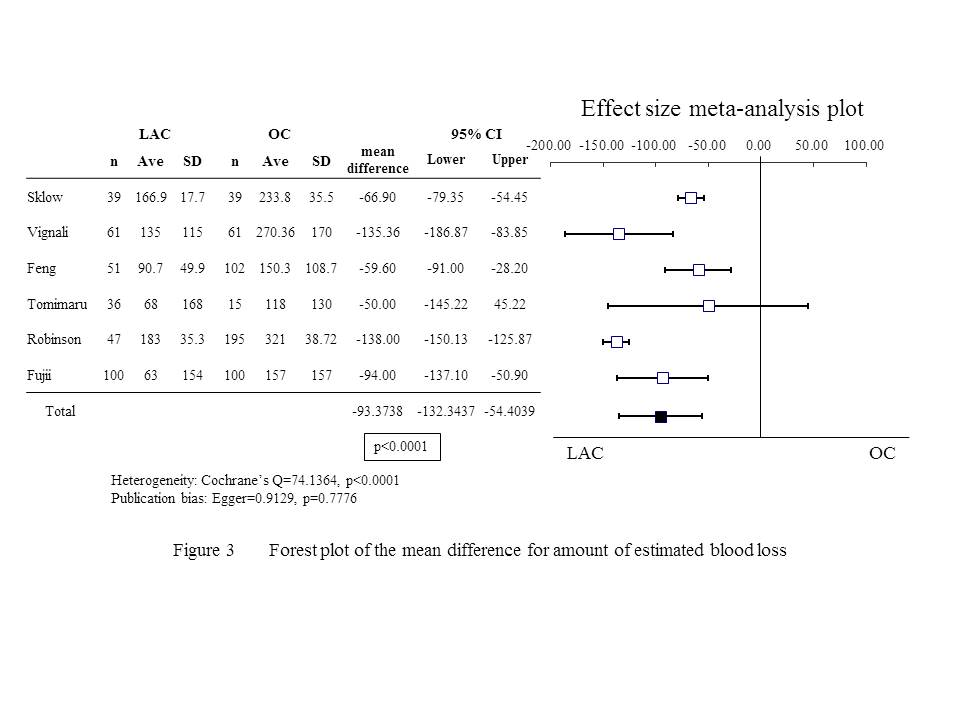 Effect size meta-analysis plot
LAC OC 95% CI
-200.00 -150.00 -100.00 -50.00 0.00 50.00 100.00
n Ave SD n Ave SD mean difference Lower Upper
Sklow 39 166.9 17.7 39 233.8 35.5 -66.90 -79.35 -54.45
Vignali 61 135 115 61 270.36 170 -135.36 -186.87 -83.85
Feng 51 90.7 49.9 102 150.3 108.7 -59.60 -91.00 -28.20
Tomimaru 36 68 168 15 118 130 -50.00 -145.22 45.22
Robinson 47 183 35.3 195 321 38.72 -138.00 -150.13 -125.87
Fujii 100 63 154 100 157 157 -94.00 -137.10 -50.90
Total -93.3738 -132.3437 -54.4039
p<0.0001
LAC OC
Heterogeneity: Cochrane's Q=74.1364, p<0.0001
Publication bias: Egger=0.9129, p=0.7776
Figure 3 Forest plot of the mean difference for amount of estimated blood loss